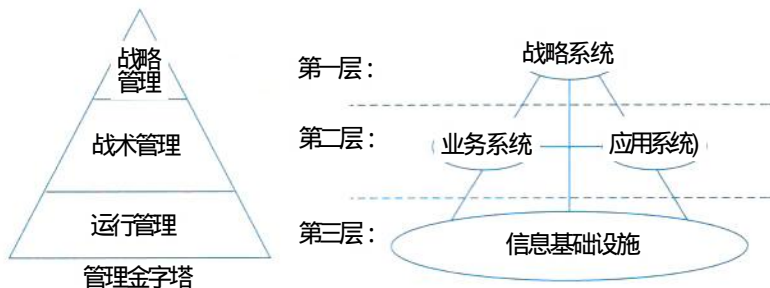 战略
管理
战术管理
运行管理
管理金字塔
第一层：
战略系统
第二层：
业务系统
应用系统)
第三层：
信息基础设施